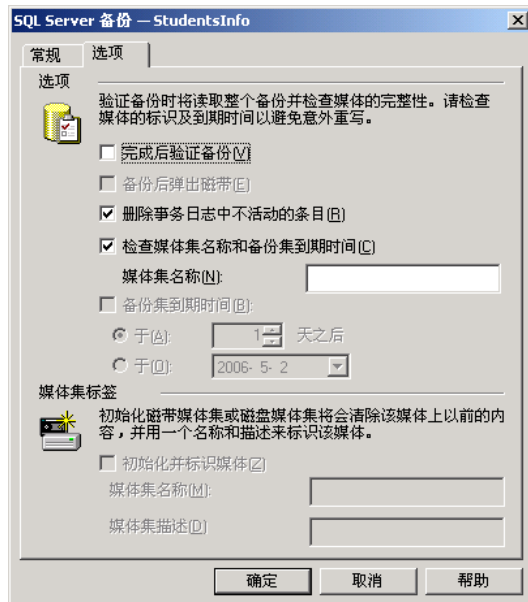 SQL Server 备份 — StudentsInfo
常规
选项
选项
验证备份时将读取整个备份并检查媒体的完整性。请检查
媒体的标识及到期时间以避免意外重写。
完成后验证备份(V)
备份后弹出磁带(E)
删除事务日志中不活动的条目(R)
检查媒体集名称和备份集到期时间(C)
媒体集名称(N):
备份集到期时间(B):
于(A): 1 天之后
于(O): 2006- 5- 2
媒体集标签
初始化磁带媒体集或磁盘媒体集将会清除该媒体上以前的内
容，并用一个名称和描述来标识该媒体。
初始化并标识媒体(Z)
媒体集名称(M):
媒体集描述(D)
确定 取消 帮助